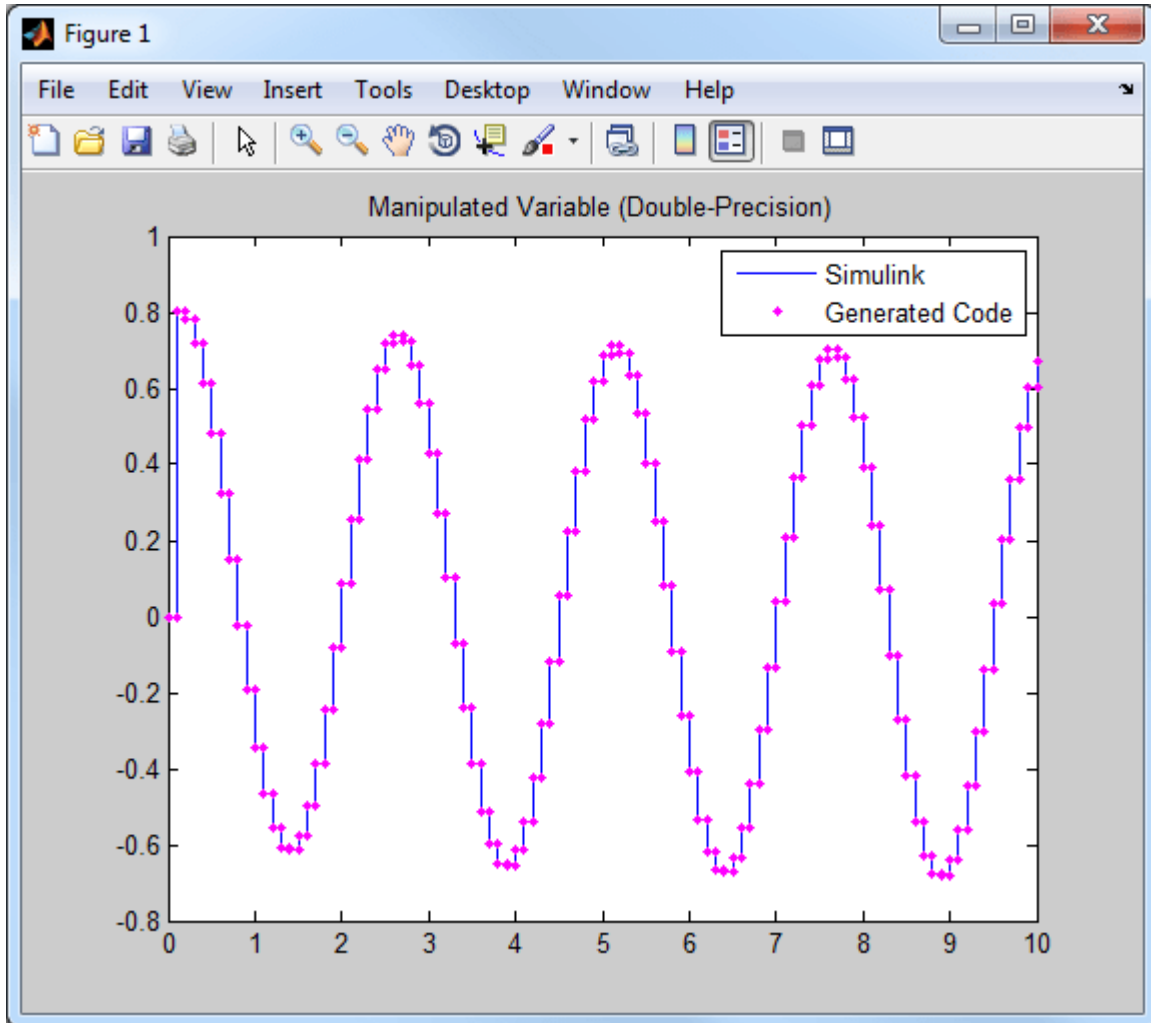 Figure 1
File Edit View Insert Tools Desktop Window Help
Manipulated Variable (Double-Precision)
1
0.8
0.6
0.4
0.2
0
-0.2
-0.4
-0.6
-0.8
0 1 2 3 4 5 6 7 8 9 10
Simulink
Generated Code